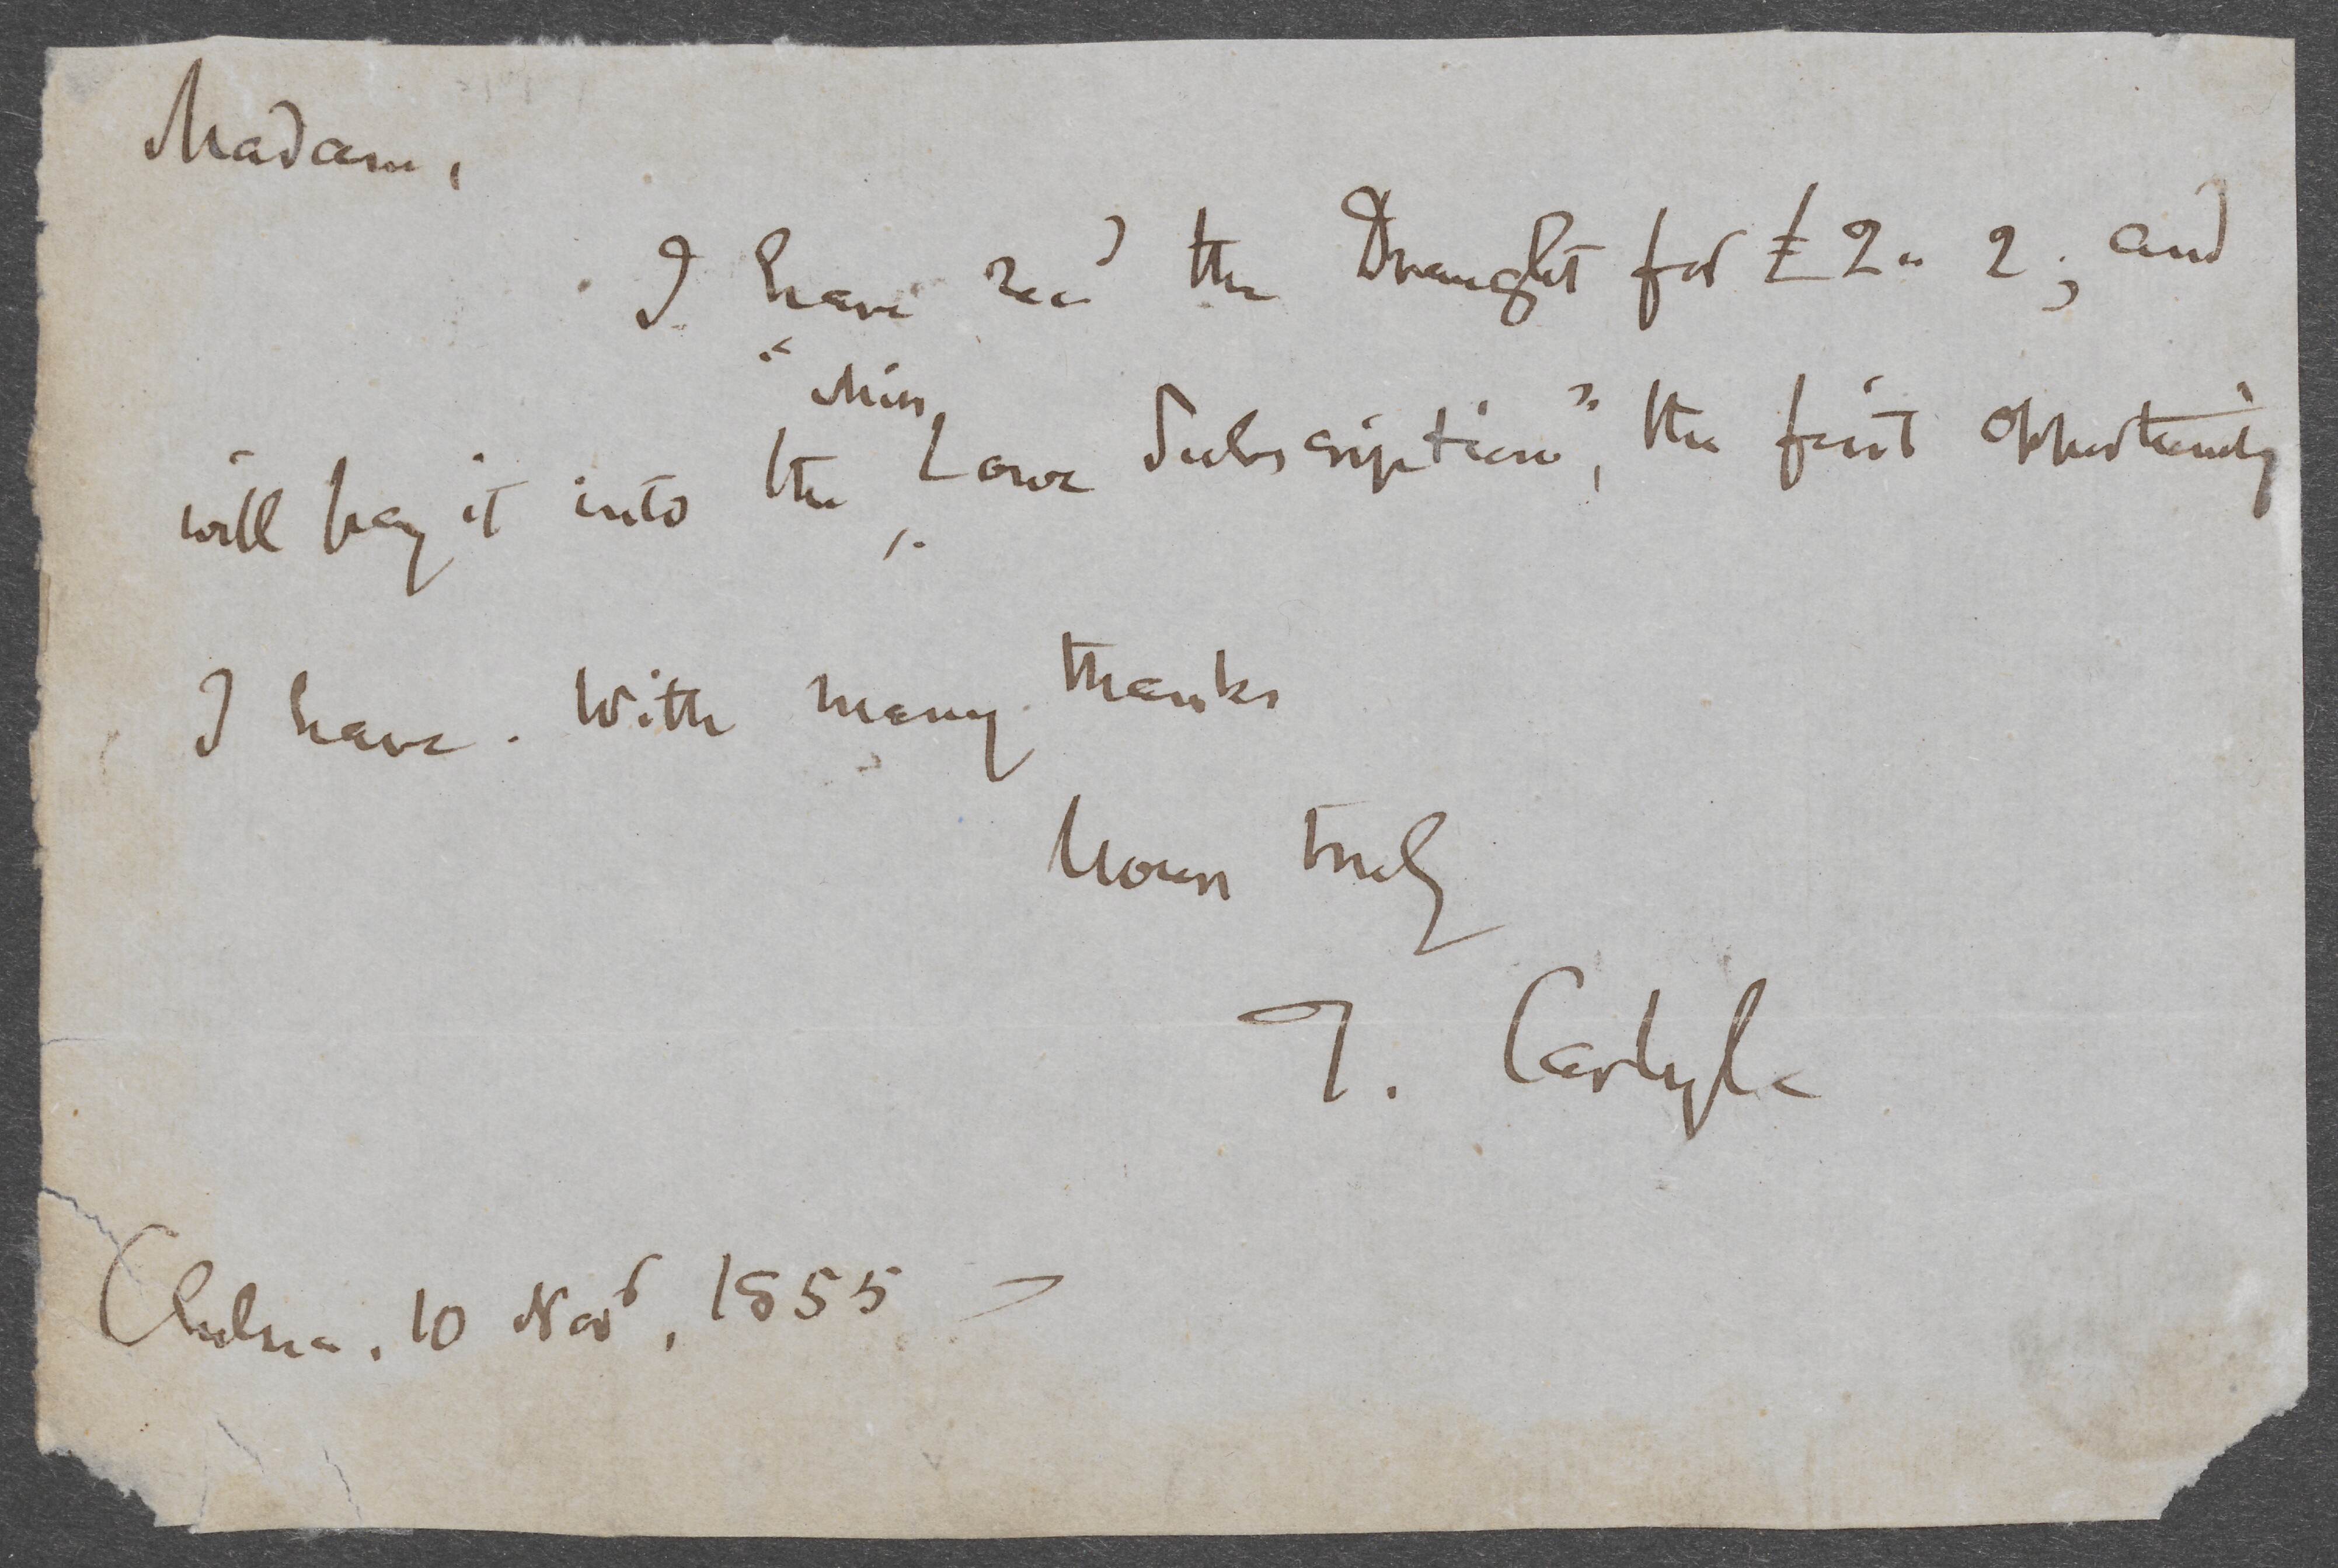 Madam,
I have recd the Draught for £2 " 2; and
will pay it into the "Miss Lowe Subscription", the first opportunity
I have. With many thanks
Yours truly
T. Carlyle
Chelsea, 10 Novr, 1855 —